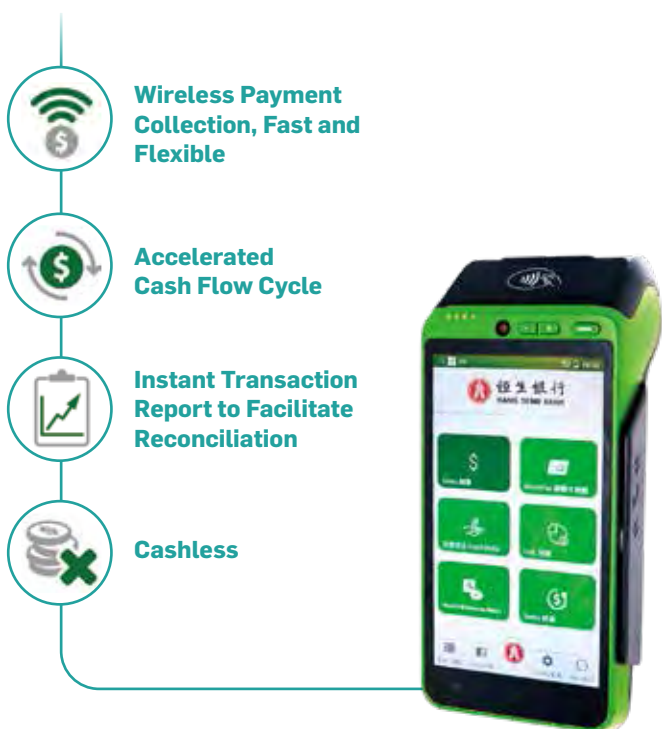 Wireless Payment
Collection, Fast and
Flexible
Accelerated
Cash Flow Cycle
Instant Transaction
Report to Facilitate
Reconciliation
Cashless
恒生銀行
HANG SENG BANK